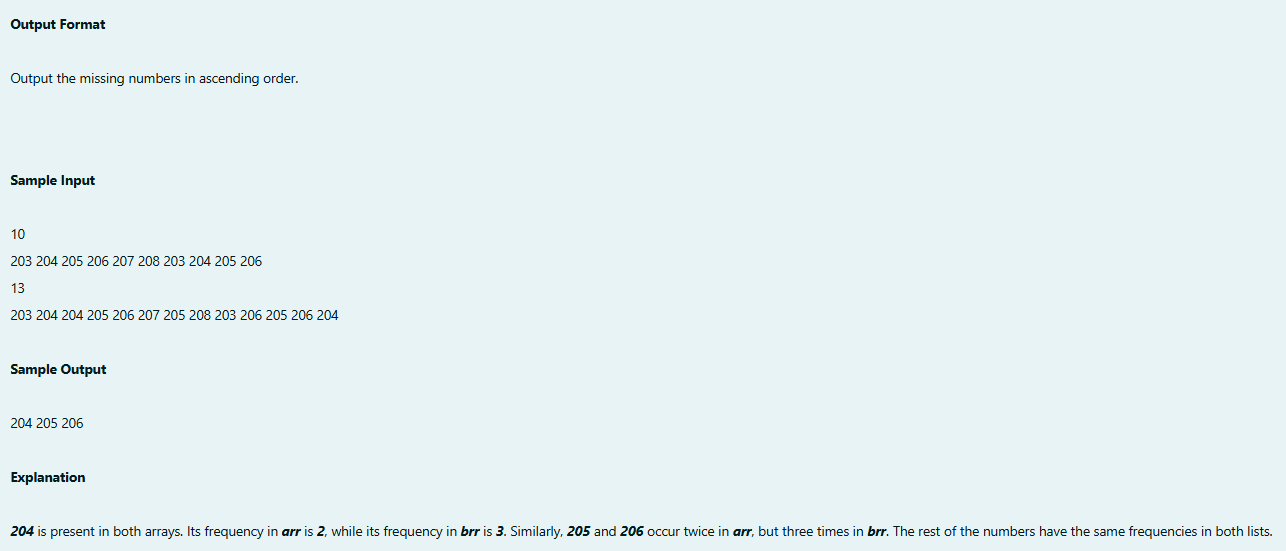 Output Format
Output the missing numbers in ascending order.
Sample Input
10
203 204 205 206 207 208 203 204 205 206
13
203 204 204 205 206 207 205 208 203 206 205 206 204
Sample Output
204 205 206
Explanation
204 is present in both arrays. Its frequency in arr is 2, while its frequency in brr is 3. Similarly, 205 and 206 occur twice in arr, but three times in brr. The rest of the numbers have the same frequencies in both lists.